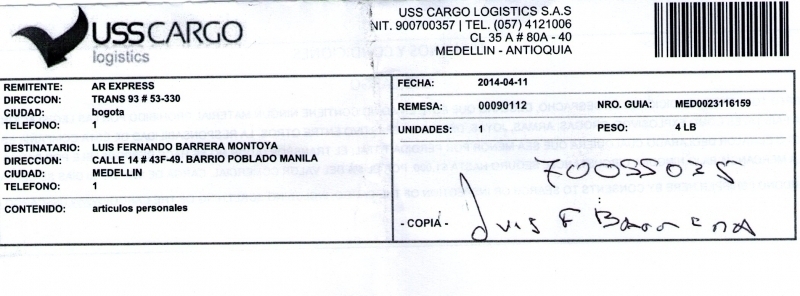 USSCARGO
logistics
USS CARGO LOGISTICS S.A.S
NIT. 900700357 | TEL. (057) 4121006
CL 35 A # 80A - 40
MEDELLIN - ANTIOQUIA
REMITENTE: AR EXPRESS
DIRECCION: TRANS 93 # 53-330
CIUDAD: bogota
TELEFONO: 1
FECHA: 2014-04-11
REMESA: 00090112 NRO. GUIA: MED0023116159
UNIDADES: 1 PESO: 4 LB
DESTINATARIO: LUIS FERNANDO BARRERA MONTOYA
DIRECCION: CALLE 14 # 43F-49. BARRIO POBLADO MANILA
CIUDAD: MEDELLIN
TELEFONO: 1
CONTENIDO: articulos personales
70055035
- COPIA - Luis F Barrera